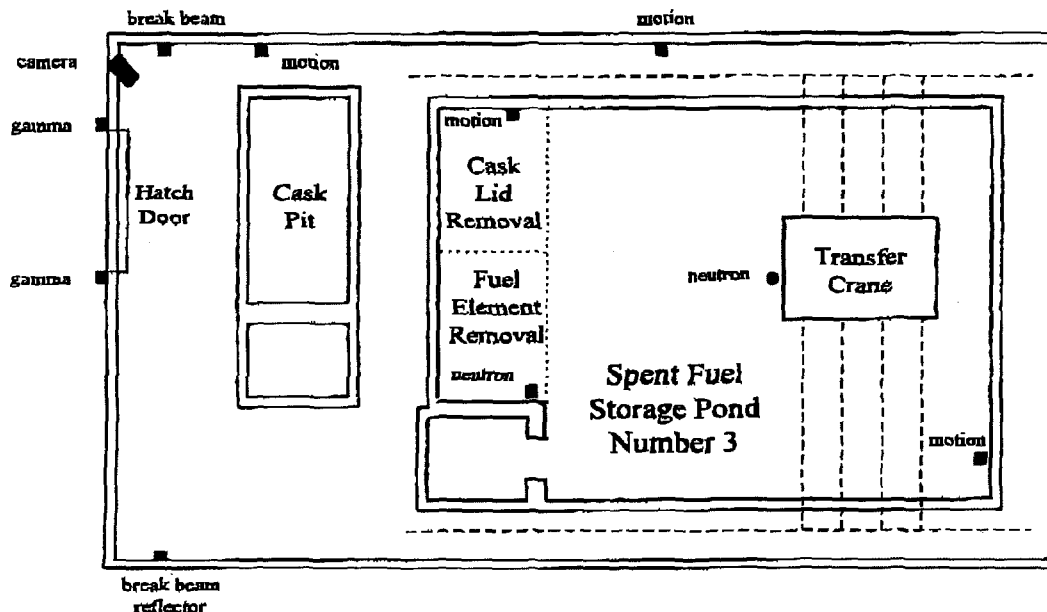 break beam
motion
camera
motion
gamma
motion
Hatch
Door
Cask
Pit
Cask
Lid
Removal
gamma
Fuel
Element
Removal
neutron
neutron
Transfer
Crane
Spent Fuel
Storage Pond
Number 3
motion
break beam
reflector